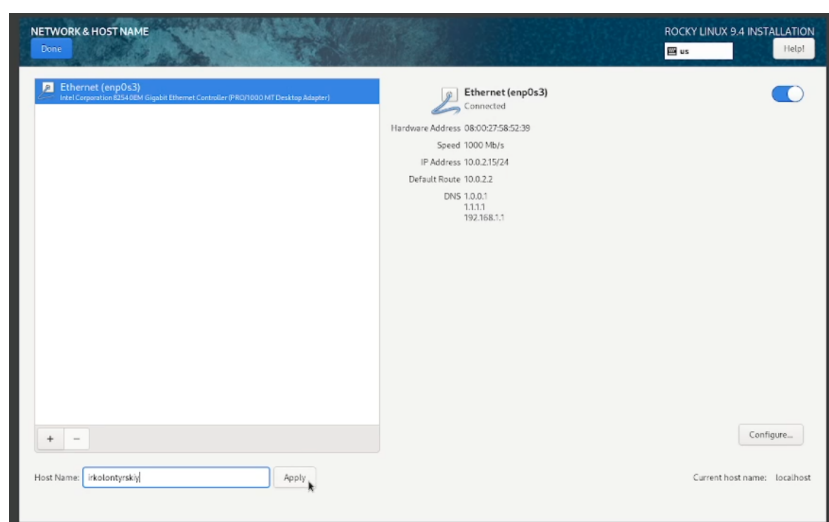 NETWORK & HOST NAME
ROCKY LINUX 9.4 INSTALLATION
Done
us
Help!
Ethernet (enp0s3)
Intel Corporation 82540EM Gigabit Ethernet Controller (PRO/1000 MT Desktop Adapter)
Ethernet (enp0s3)
Connected
Hardware Address 08:00:27:58:52:39
Speed 1000 Mb/s
IP Address 10.0.2.15/24
Default Route 10.0.2.2
DNS 1.0.0.1
1.1.1.1
192.168.1.1
+ −
Configure...
Host Name: irkolontyrskiy
Apply
Current host name: localhost